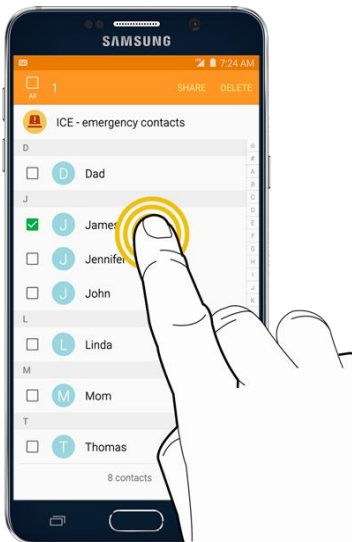 SAMSUNG
7:24 AM
All 1 SHARE DELETE
ICE - emergency contacts
D
D Dad
J
J James
J Jennifer
J John
L
L Linda
M
M Mom
T
T Thomas
8 contacts
#
A
B
C
D
E
F
G
H
I
J
K